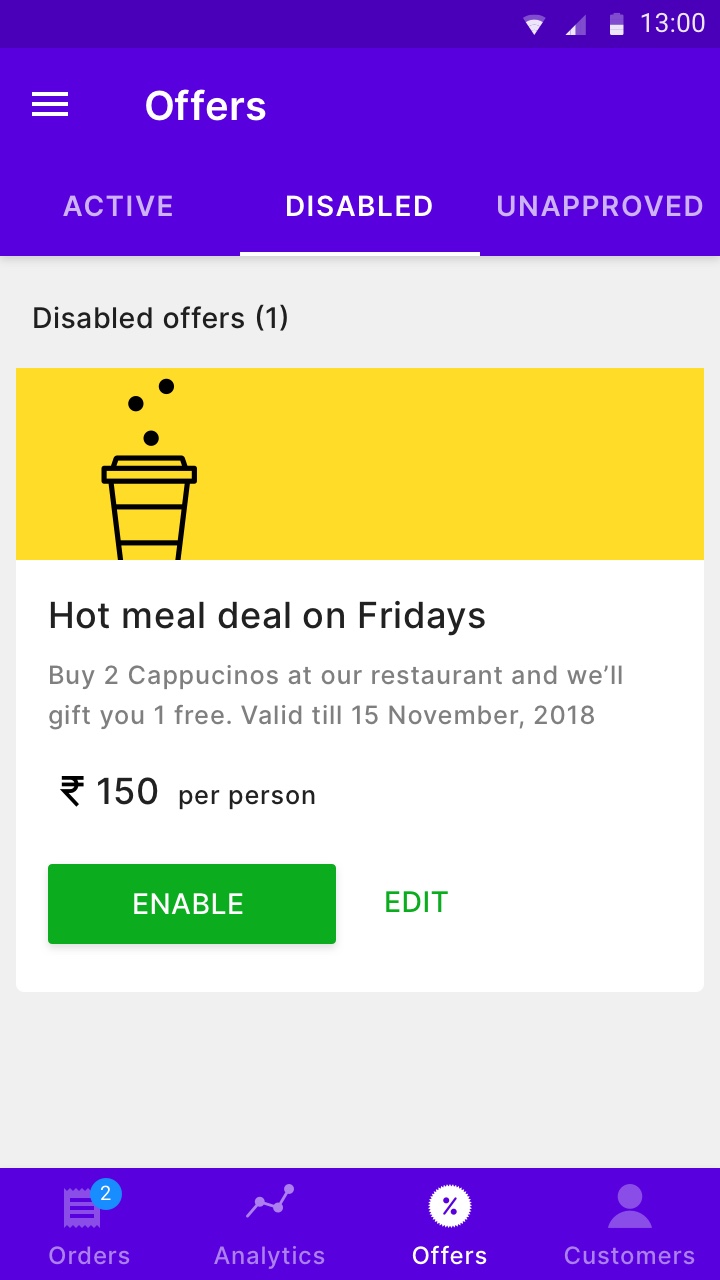 13:00
Offers
ACTIVE DISABLED UNAPPROVED
Disabled offers (1)
Hot meal deal on Fridays
Buy 2 Cappucinos at our restaurant and we’ll
gift you 1 free. Valid till 15 November, 2018
₹ 150 per person
ENABLE EDIT
2
Orders Analytics Offers Customers